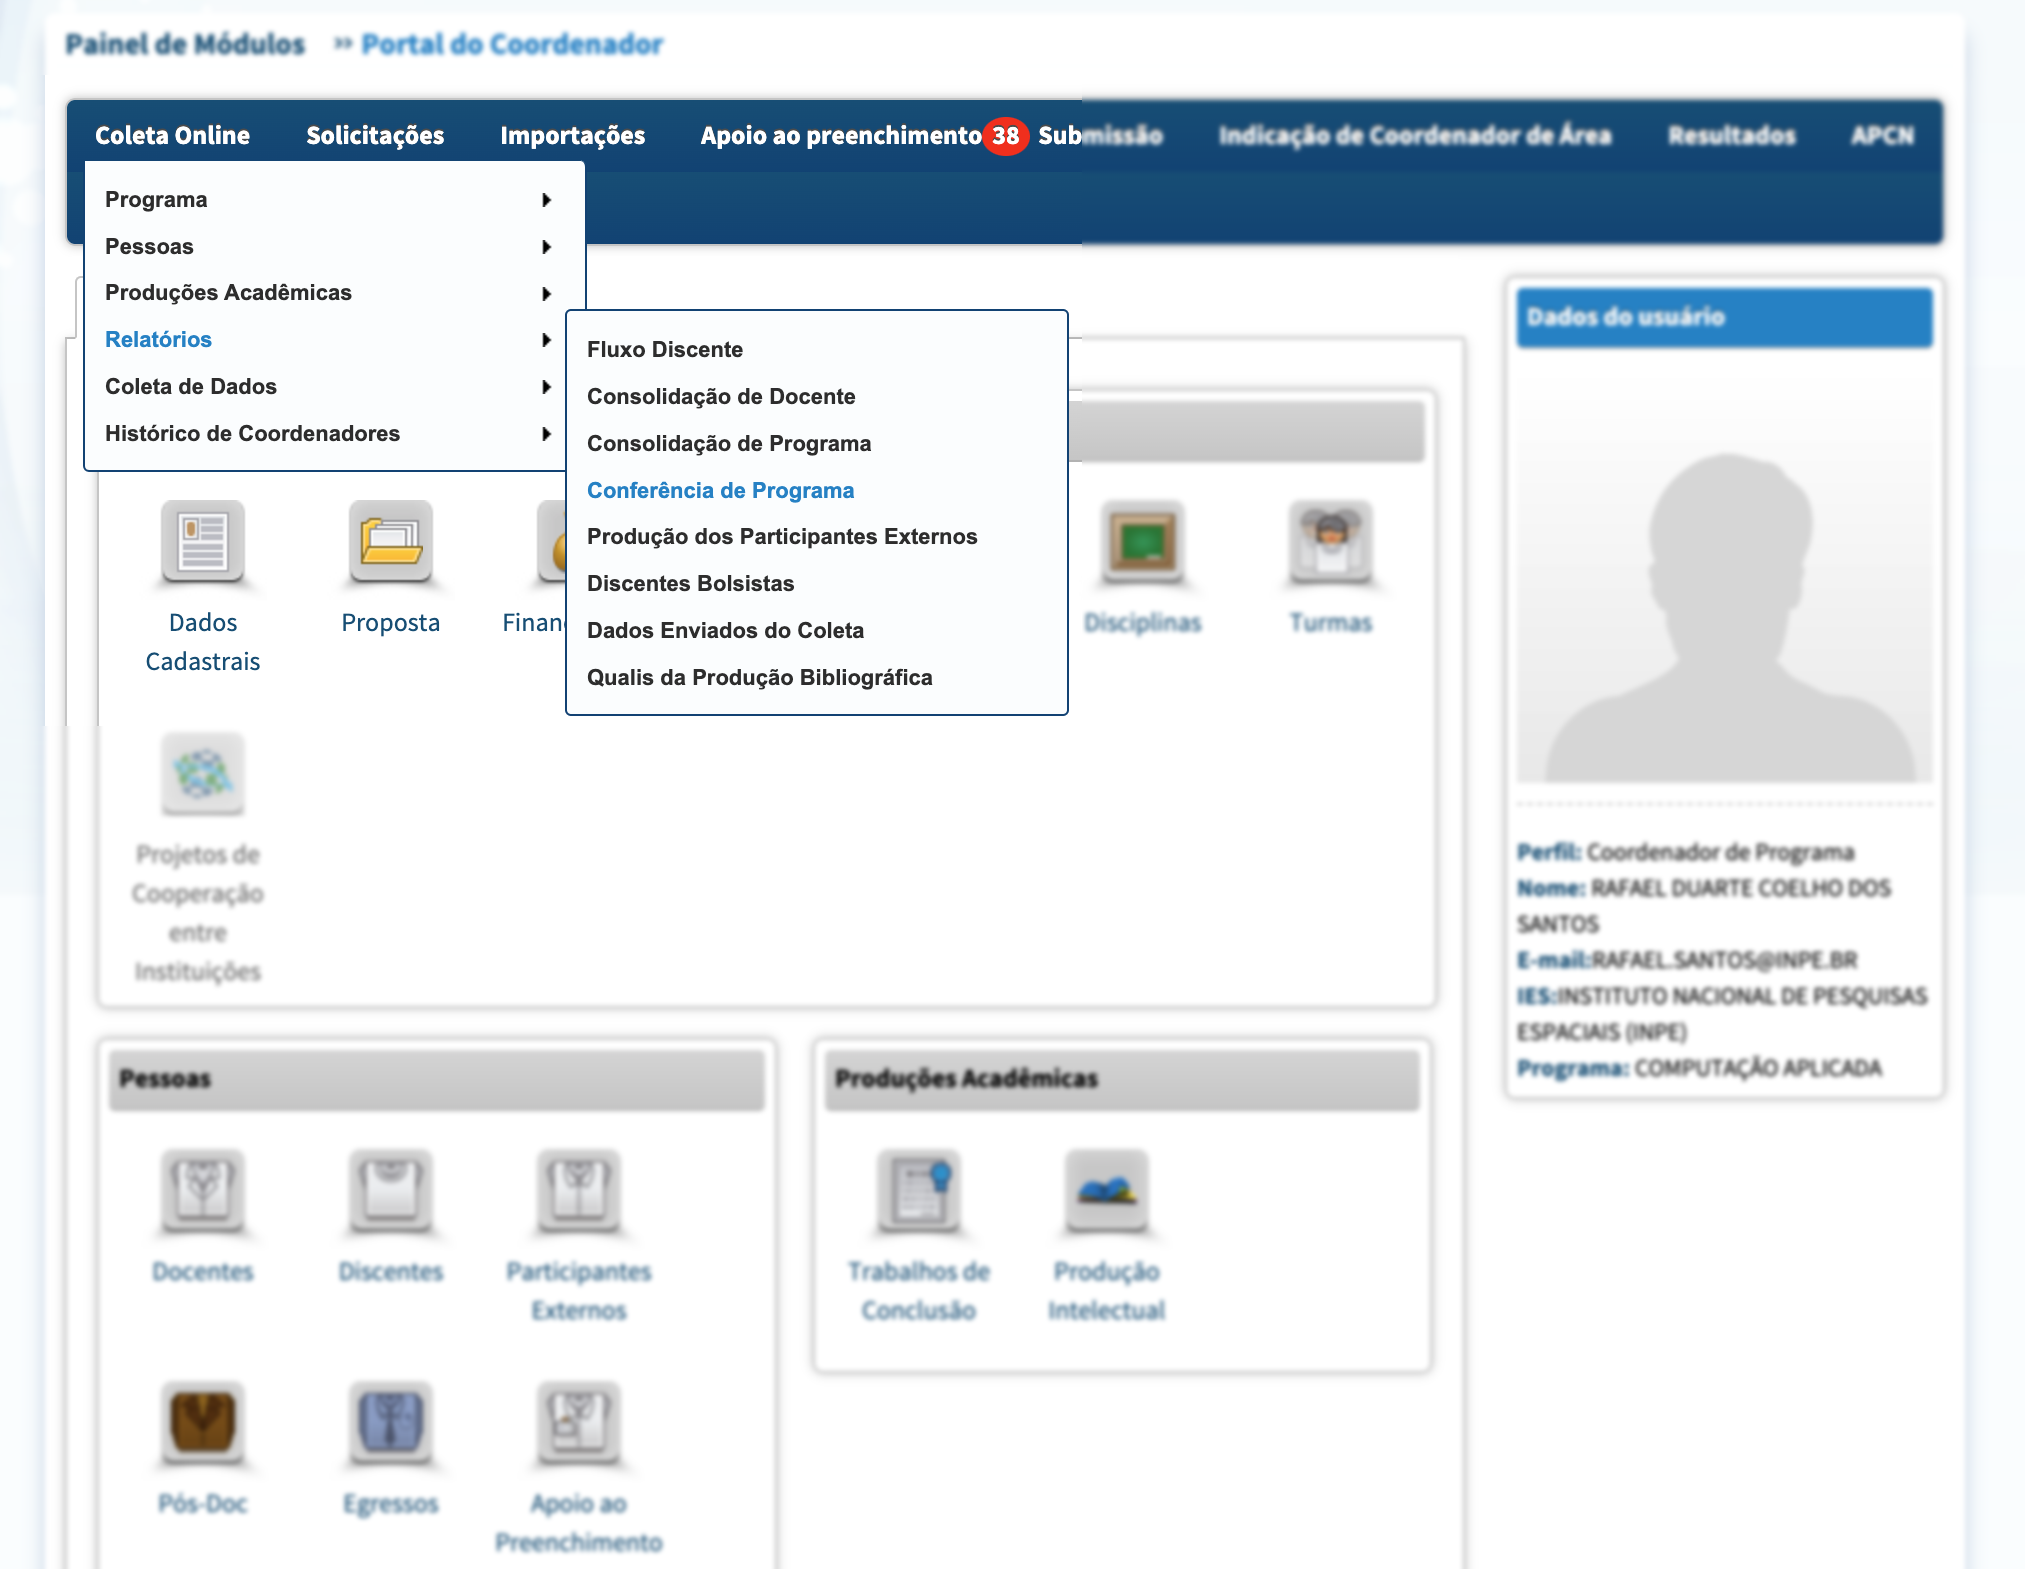 Painel de Módulos » Portal do Coordenador
Coleta Online Solicitações Importações Apoio ao preenchimento 38 Submissão Indicação de Coordenador de Área Resultados APCN
Programa
Pessoas
Produções Acadêmicas
Relatórios
Coleta de Dados
Histórico de Coordenadores
Fluxo Discente
Consolidação de Docente
Consolidação de Programa
Conferência de Programa
Produção dos Participantes Externos
Discentes Bolsistas
Dados Enviados do Coleta
Qualis da Produção Bibliográfica
Dados
Cadastrais
Proposta
Finan
Disciplinas
Turmas
Projetos de
Cooperação
entre
Instituições
Pessoas
Docentes
Discentes
Participantes
Externos
Pós-Doc
Egressos
Apoio ao
Preenchimento
Produções Acadêmicas
Trabalhos de
Conclusão
Produção
Intelectual
Dados do usuário
Perfil: Coordenador de Programa
Nome: RAFAEL DUARTE COELHO DOS
SANTOS
E-mail:RAFAEL.SANTOS@INPE.BR
IES:INSTITUTO NACIONAL DE PESQUISAS
ESPACIAIS (INPE)
Programa: COMPUTAÇÃO APLICADA